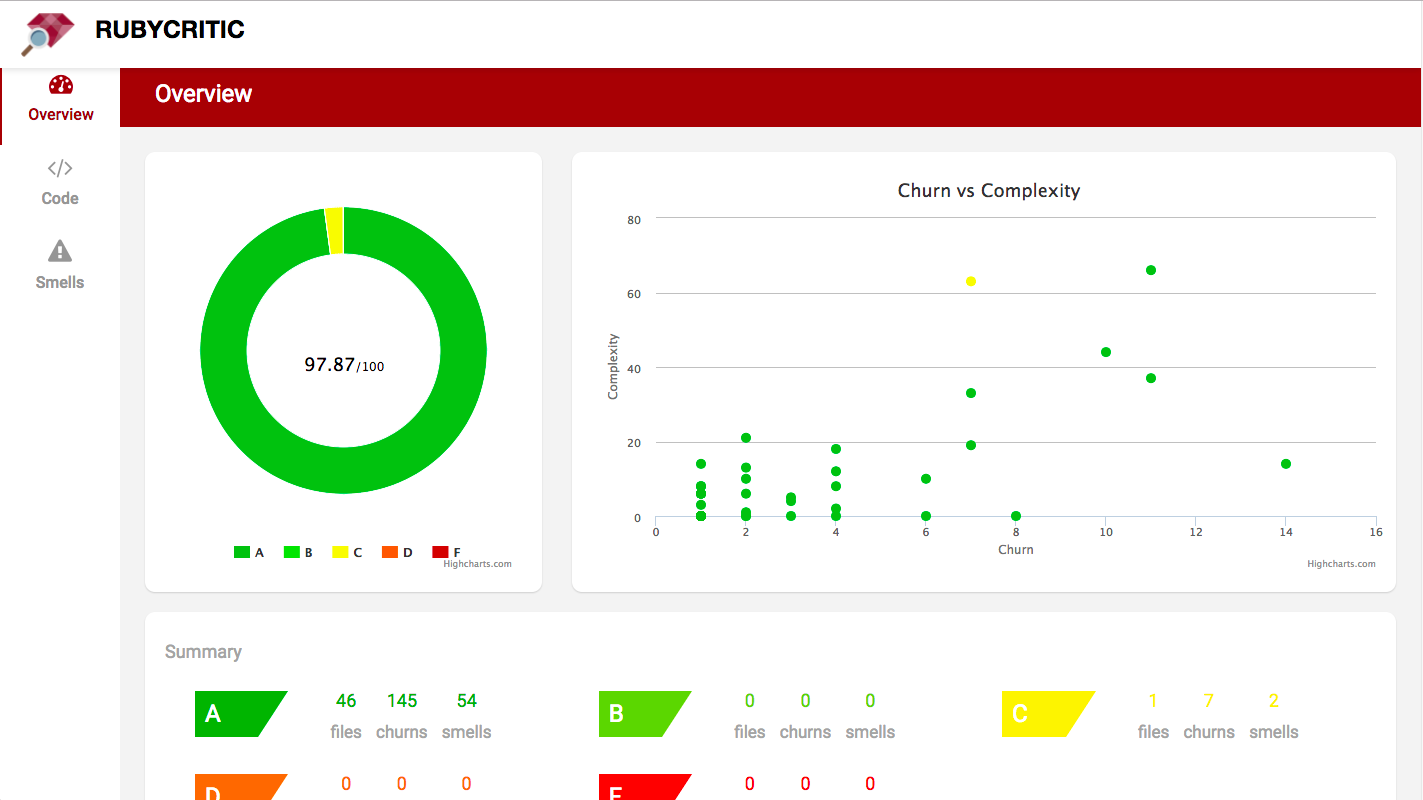 RUBYCRITIC
Overview
Code
Smells
Overview
97.87/100
A B C D F
Highcharts.com
Churn vs Complexity
Complexity
80
60
40
20
0
0 2 4 6 8 10 12 14 16
Churn
Highcharts.com
Summary
A 46 145 54
files churns smells
B 0 0 0
files churns smells
C 1 7 2
files churns smells
D 0 0 0
0 0 0